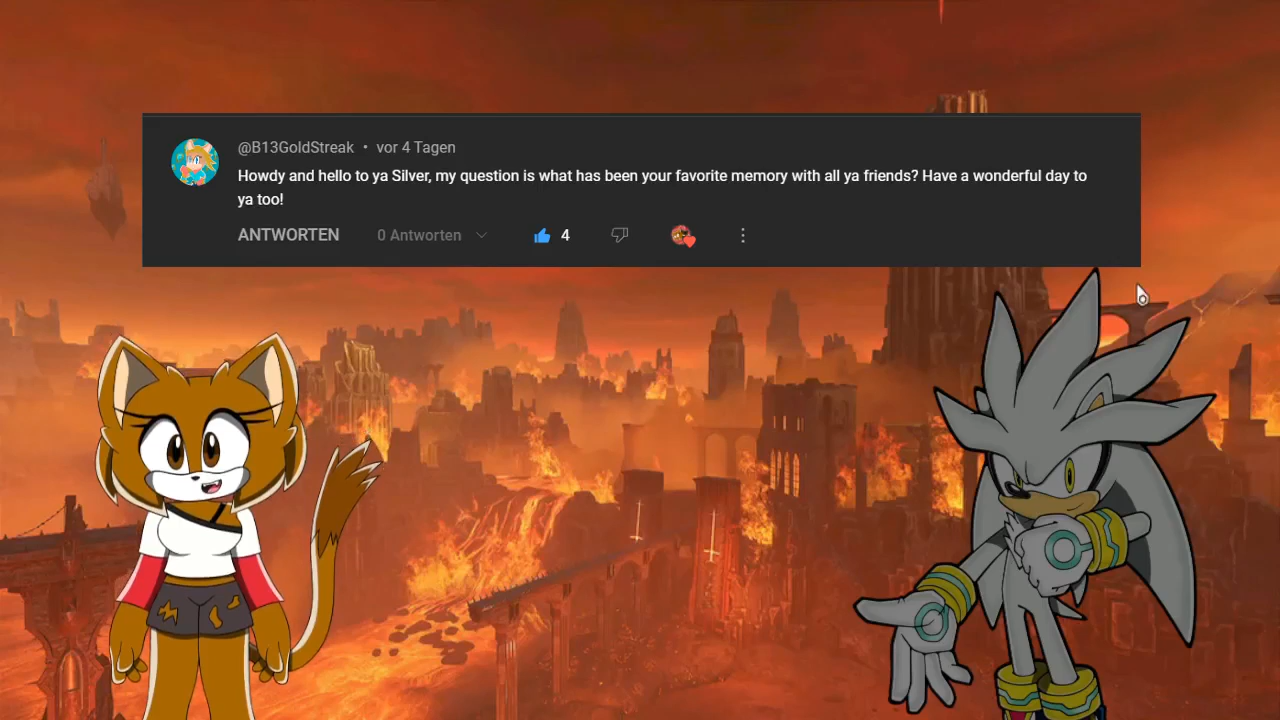 @B13GoldStreak • vor 4 Tagen
Howdy and hello to ya Silver, my question is what has been your favorite memory with all ya friends? Have a wonderful day to
ya too!
ANTWORTEN 0 Antworten 4